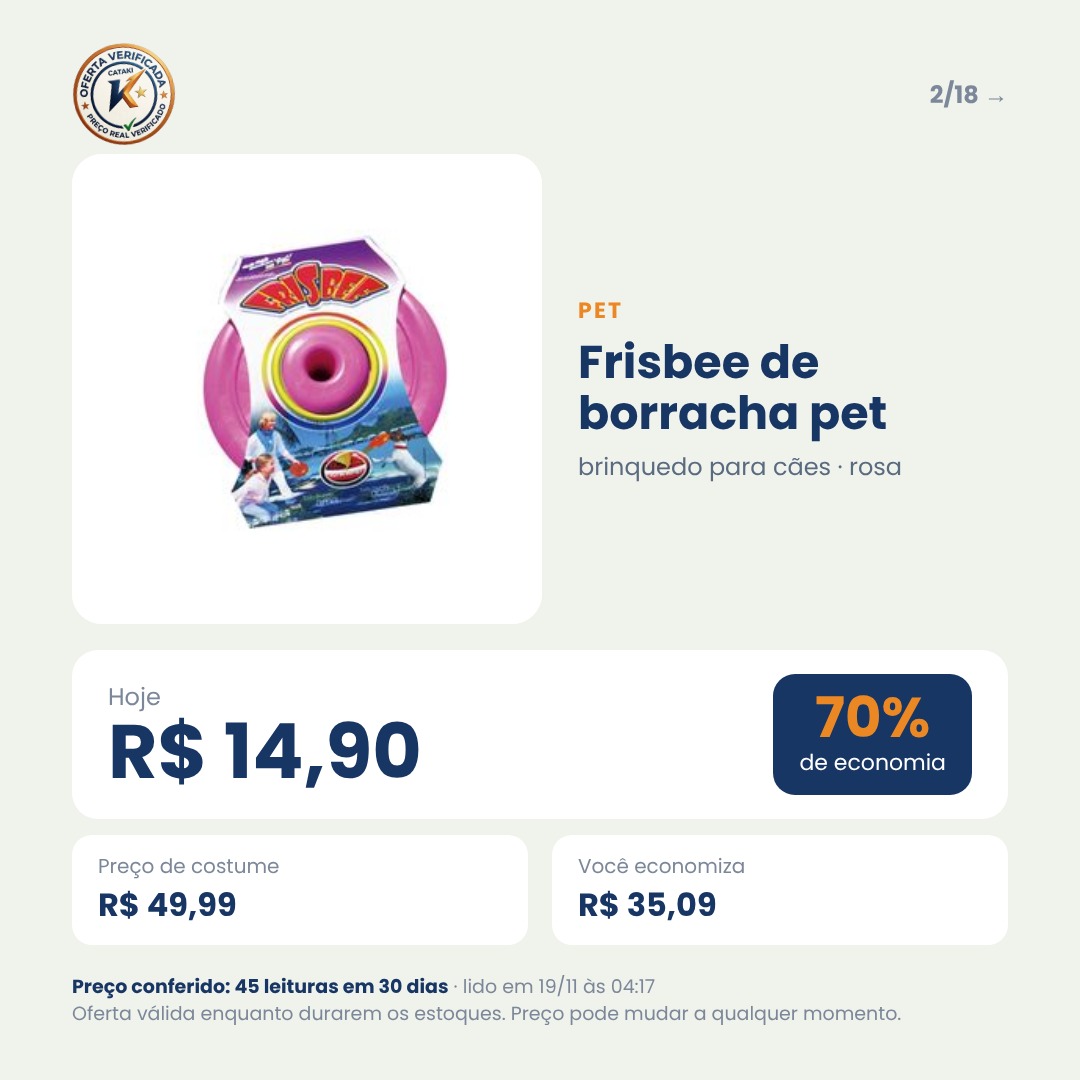 OFERTA VERIFICADA
CATAKI
K
PREÇO REAL VERIFICADO
2/18 →
FRISBEE
PET
Frisbee de
borracha pet
brinquedo para cães · rosa
Hoje
R$ 14,90
70%
de economia
Preço de costume
R$ 49,99
Você economiza
R$ 35,09
Preço conferido: 45 leituras em 30 dias · lido em 19/11 às 04:17
Oferta válida enquanto durarem os estoques. Preço pode mudar a qualquer momento.